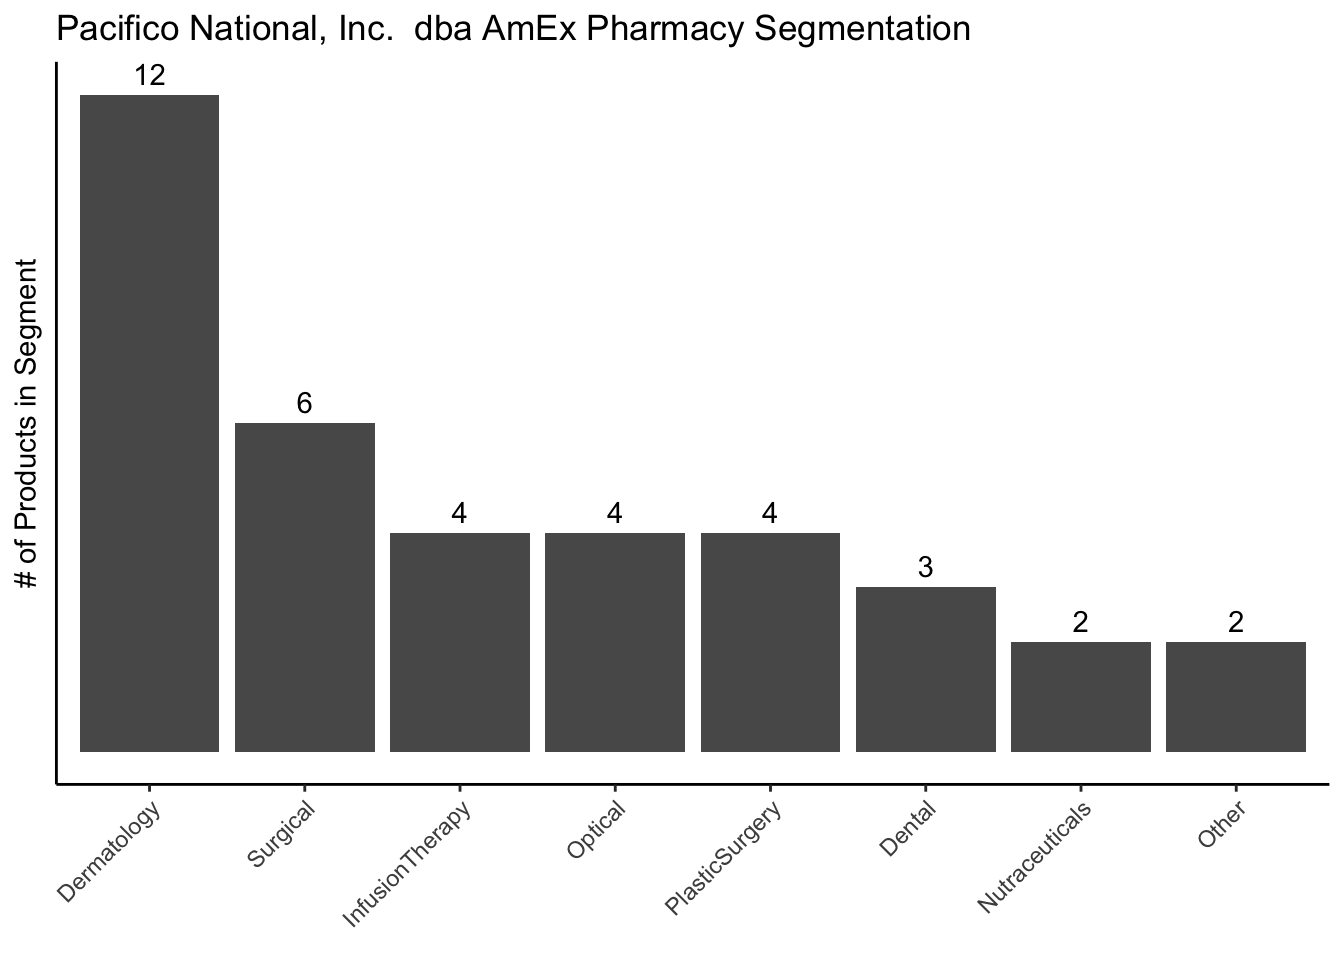 Pacifico National, Inc.  dba AmEx Pharmacy Segmentation
# of Products in Segment
12
6
4
4
4
3
2
2
Dermatology
Surgical
InfusionTherapy
Optical
PlasticSurgery
Dental
Nutraceuticals
Other